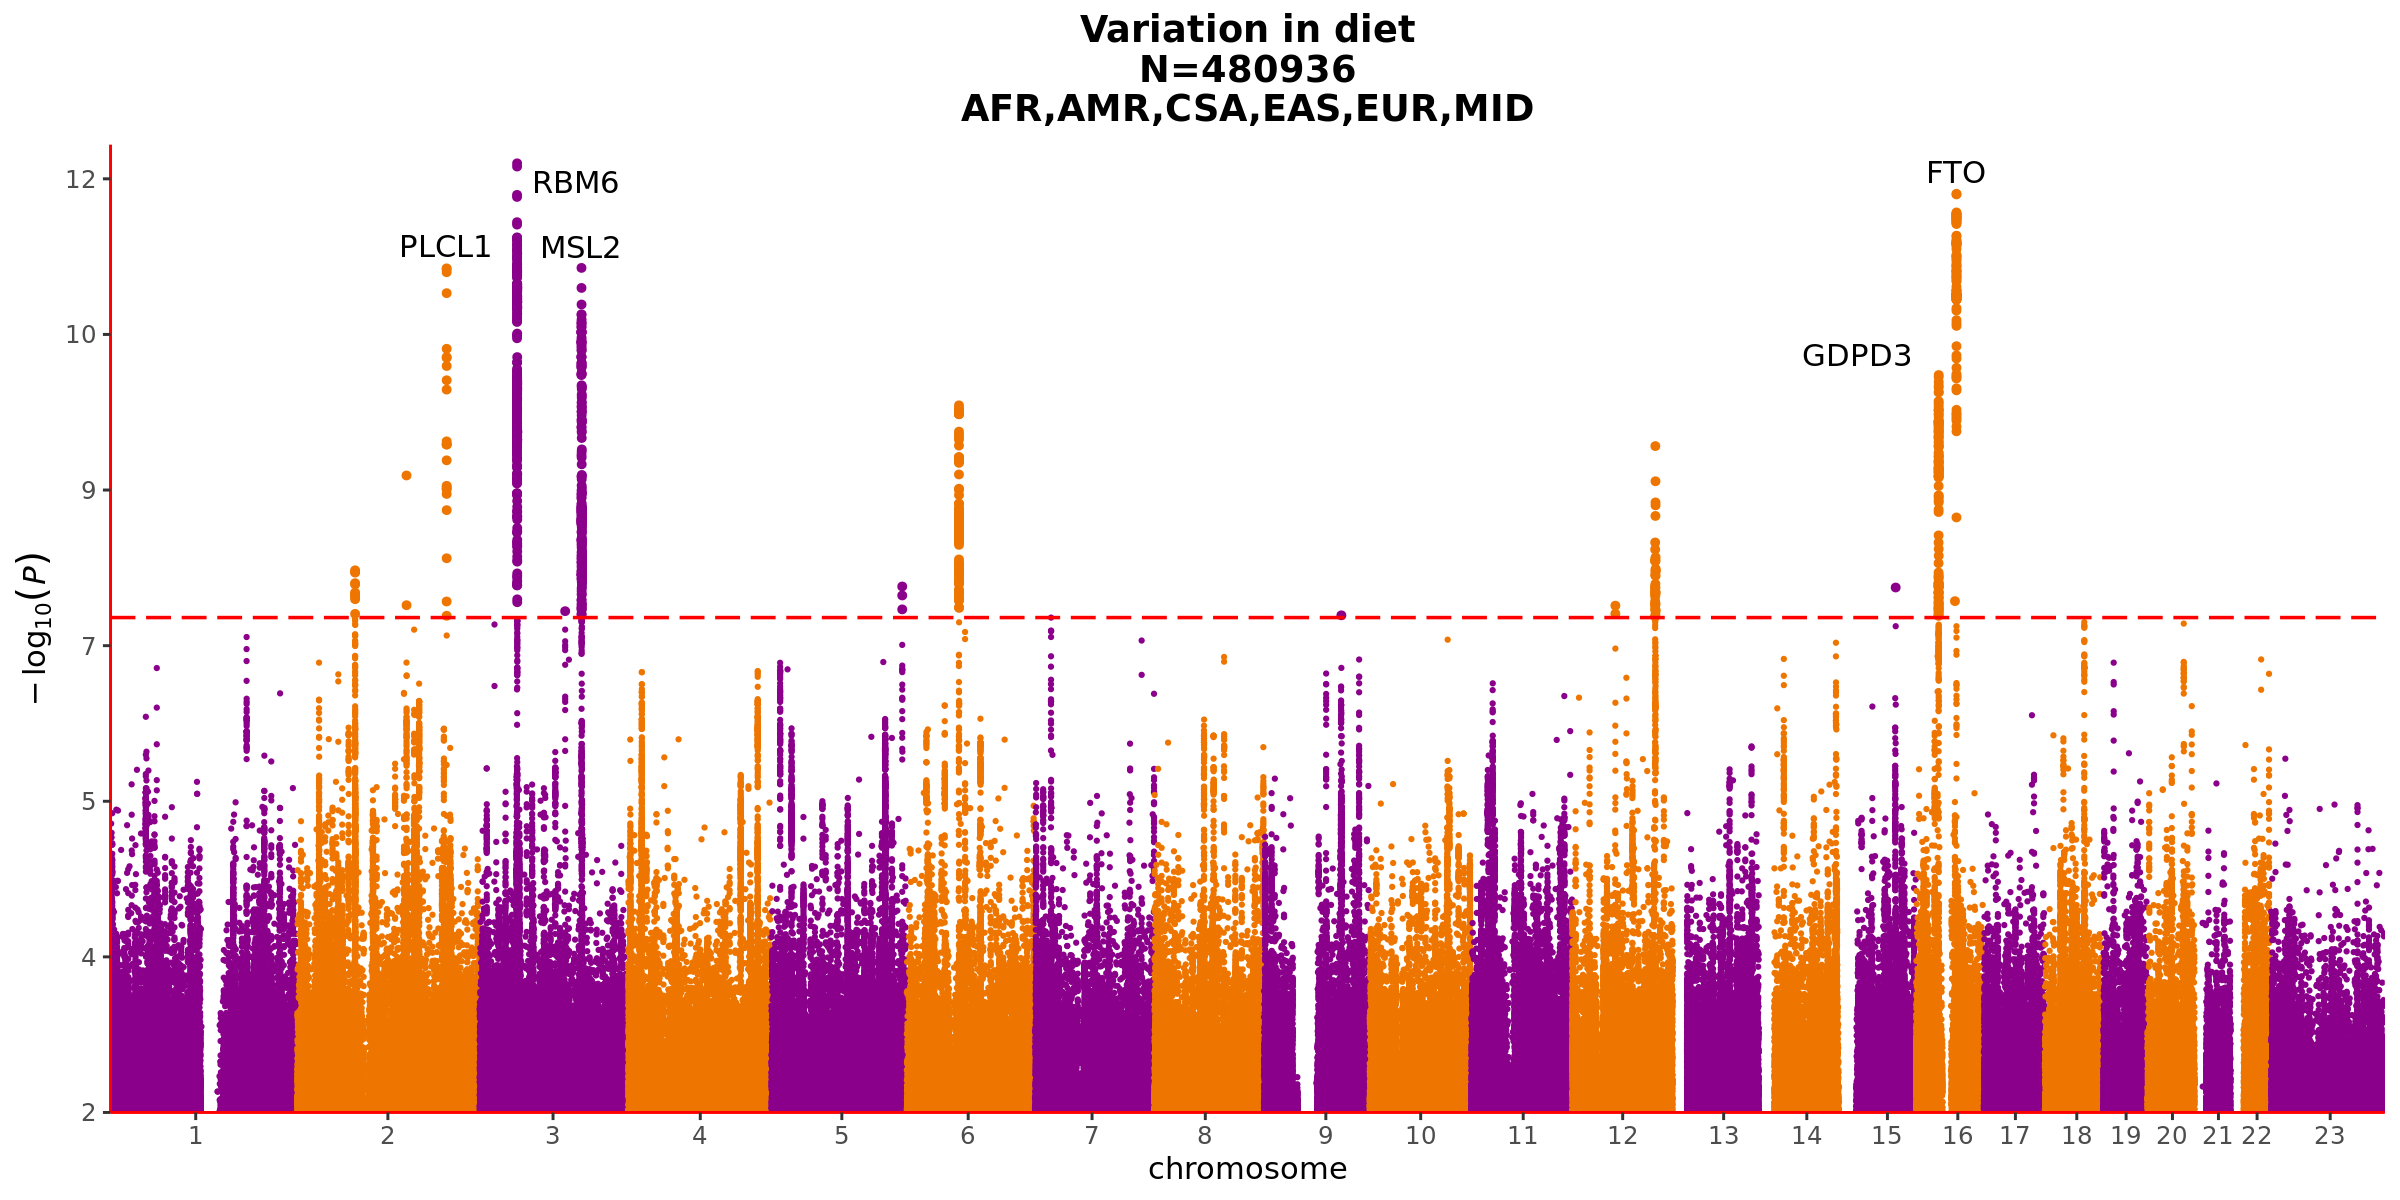 Variation in diet
N=480936
AFR,AMR,CSA,EAS,EUR,MID
12
10
9
7
5
4
2
−log10(P)
RBM6
PLCL1
MSL2
FTO
GDPD3
1 2 3 4 5 6 7 8 9 10 11 12 13 14 15 16 17 18 19 20 21 22 23
chromosome